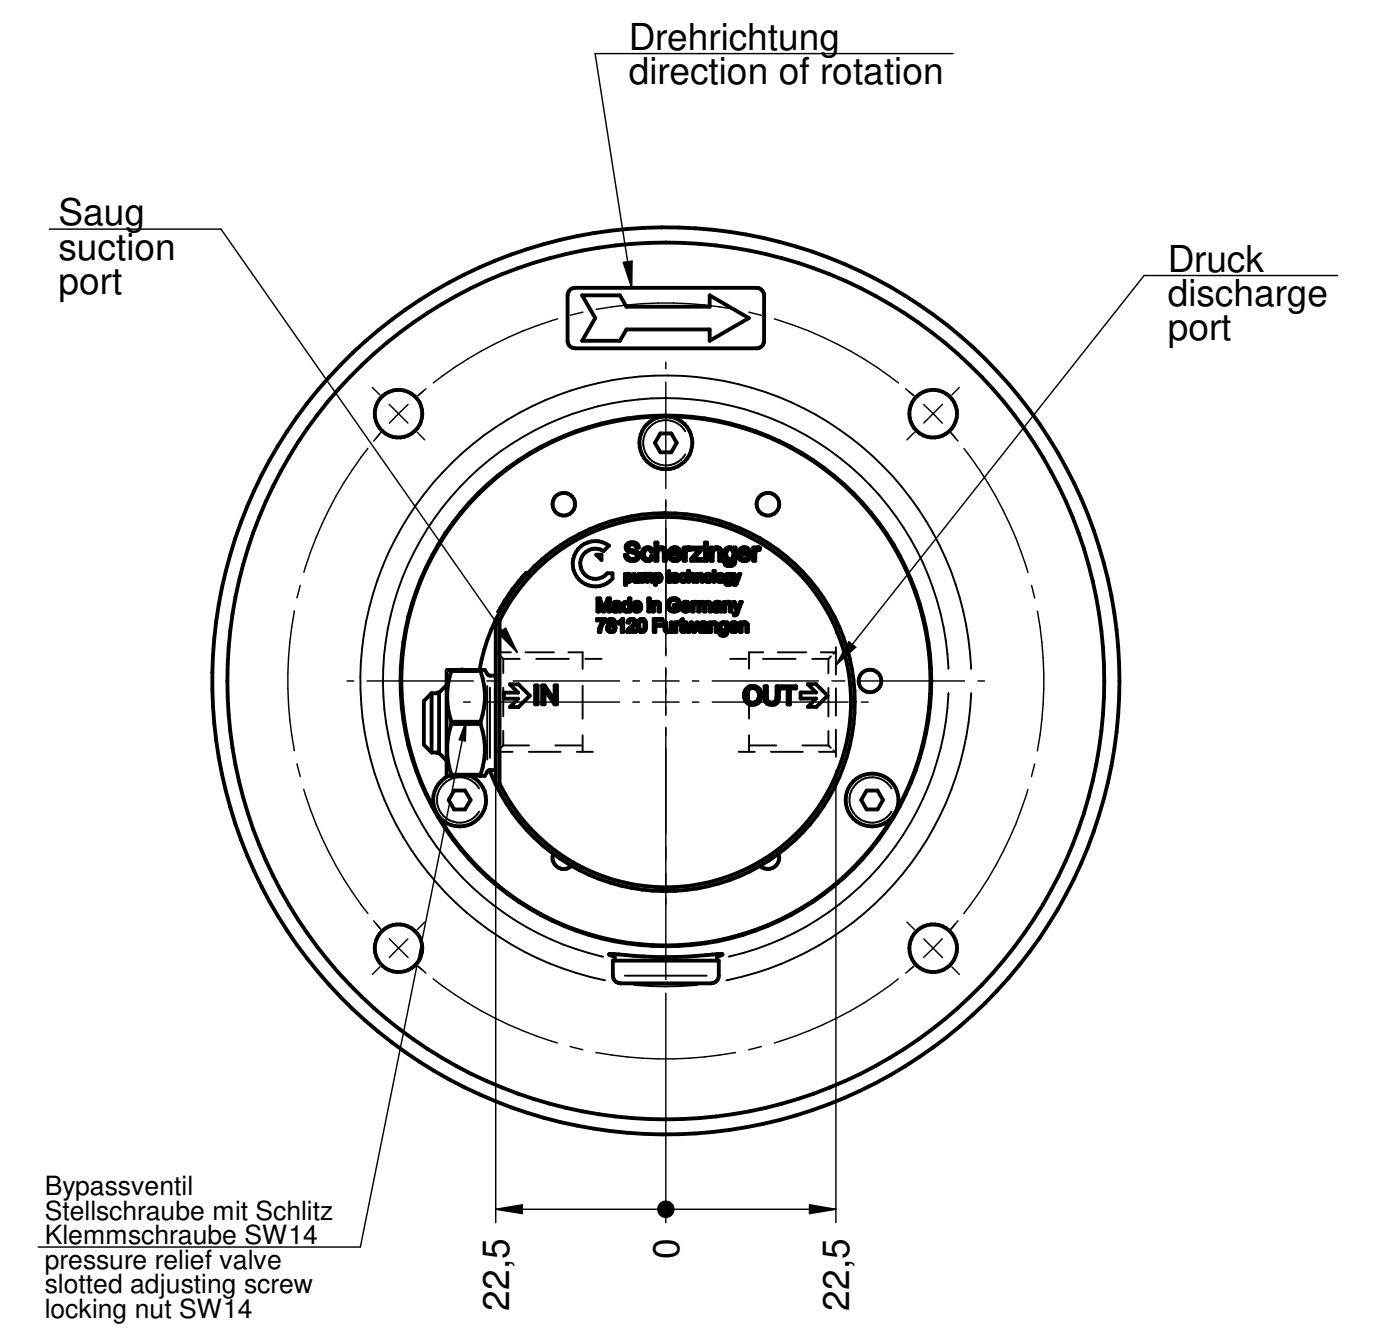 Drehrichtung
direction of rotation
Saug
suction
port
Druck
discharge
port
Scherzinger
pump technology
Made in Germany
78120 Furtwangen
IN
OUT
Bypassventil
Stellschraube mit Schlitz
Klemmschraube SW14
pressure relief valve
slotted adjusting screw
locking nut SW14
22,5
0
22,5